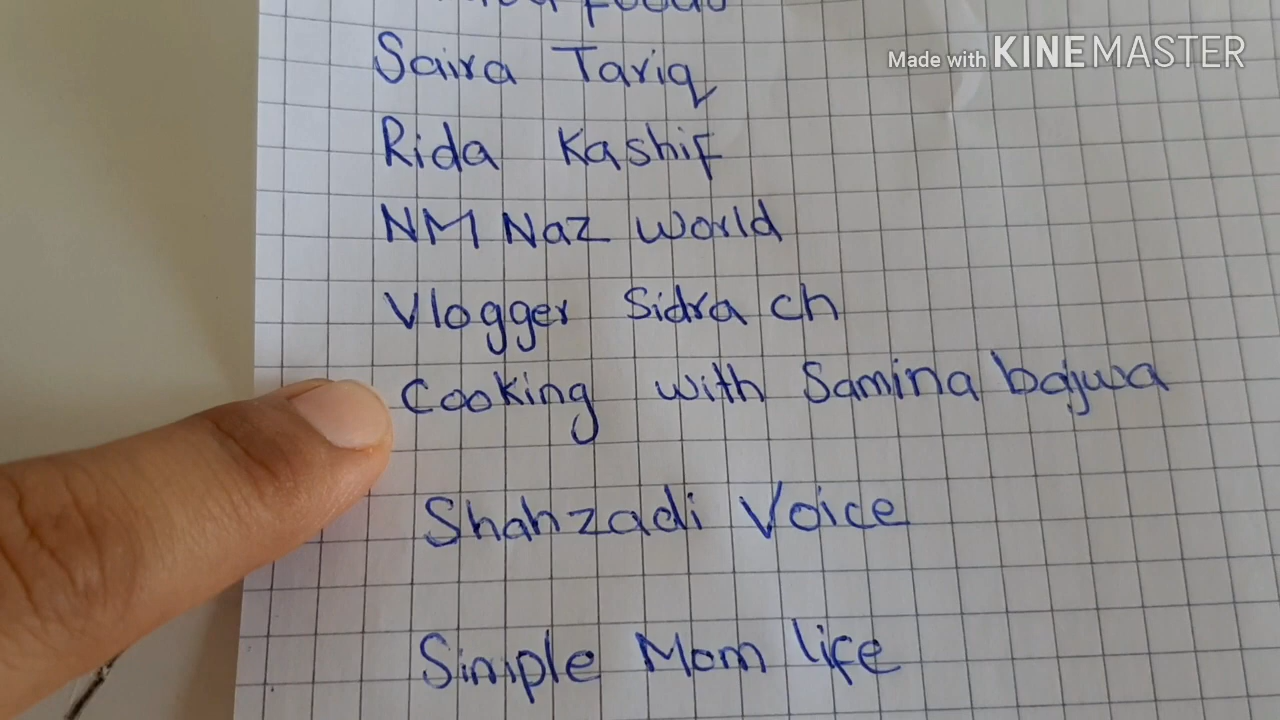 Made with KINEMASTER
Saira Tariq
Rida Kashif
NM Naz world
Vlogger Sidra ch
Cooking with Samina bajwa
Shahzadi Voice
Simple Mom life